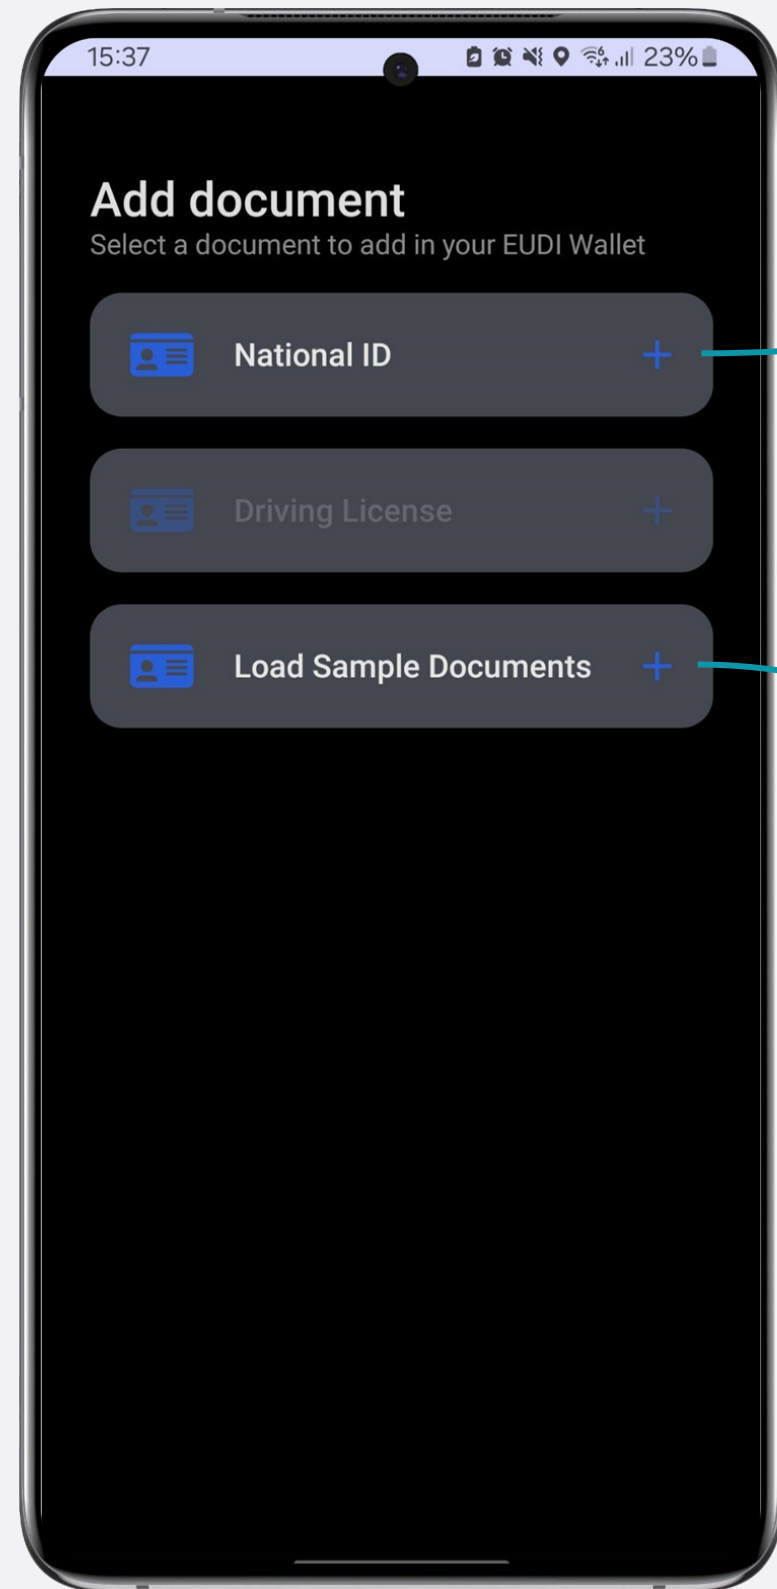 15:37
23%
Add document
Select a document to add in your EUDI Wallet
National ID
Driving License
Load Sample Documents